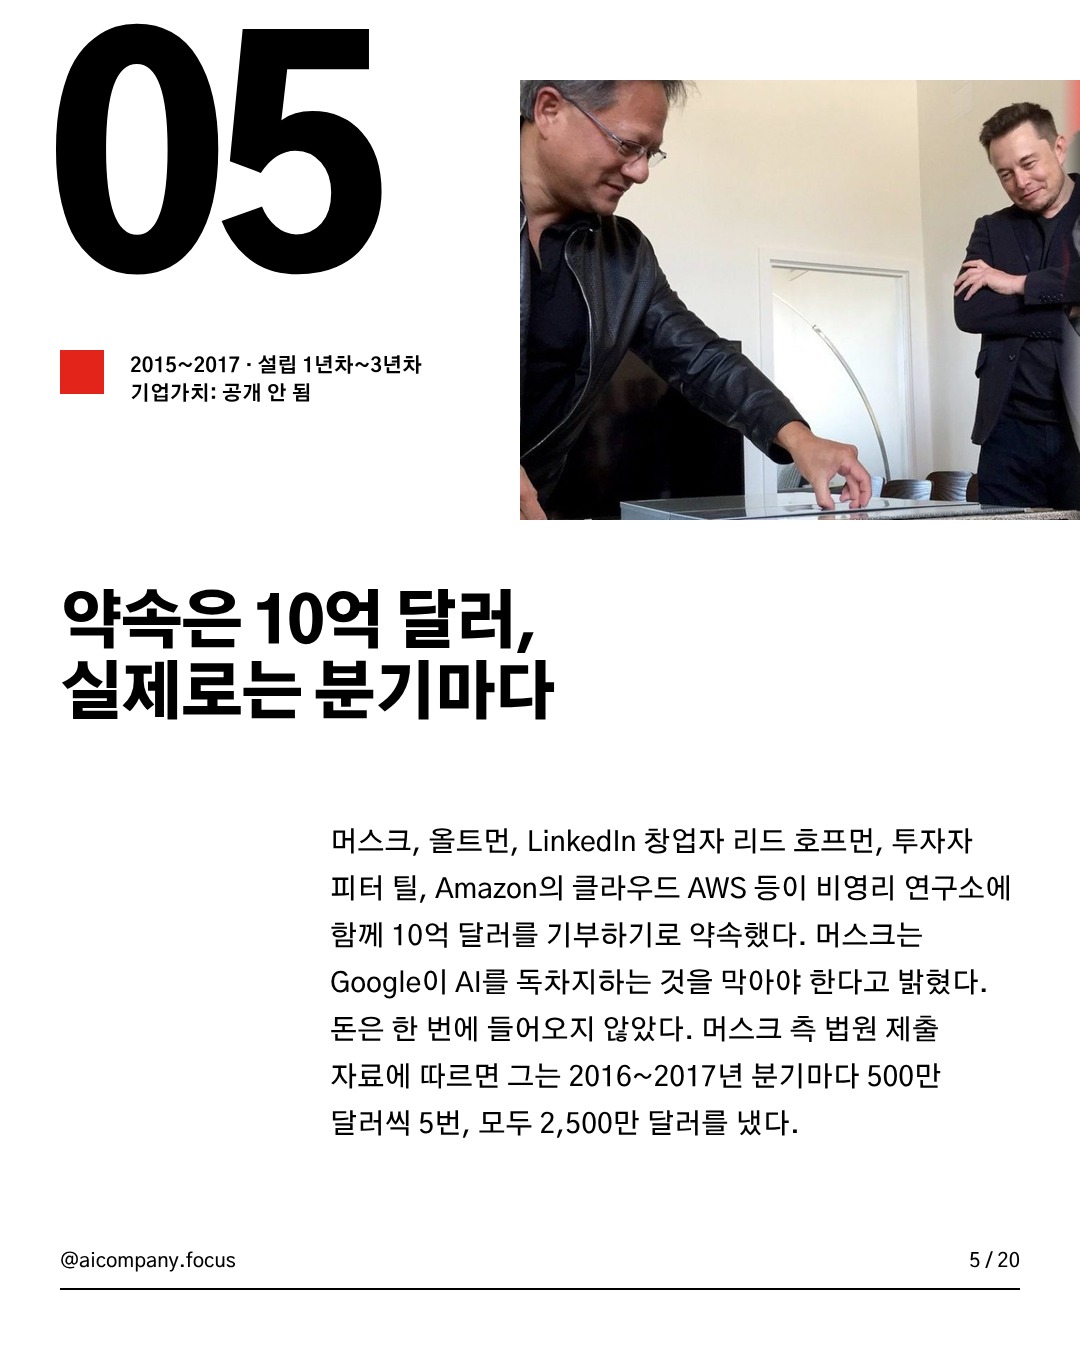 05
2015~2017 · 설립 1년차~3년차
기업가치: 공개 안 됨
약속은 10억 달러,
실제로는 분기마다
머스크, 올트먼, LinkedIn 창업자 리드 호프먼, 투자자
피터 틸, Amazon의 클라우드 AWS 등이 비영리 연구소에
함께 10억 달러를 기부하기로 약속했다. 머스크는
Google이 AI를 독차지하는 것을 막아야 한다고 밝혔다.
돈은 한 번에 들어오지 않았다. 머스크 측 법원 제출
자료에 따르면 그는 2016~2017년 분기마다 500만
달러씩 5번, 모두 2,500만 달러를 냈다.
@aicompany.focus
5 / 20